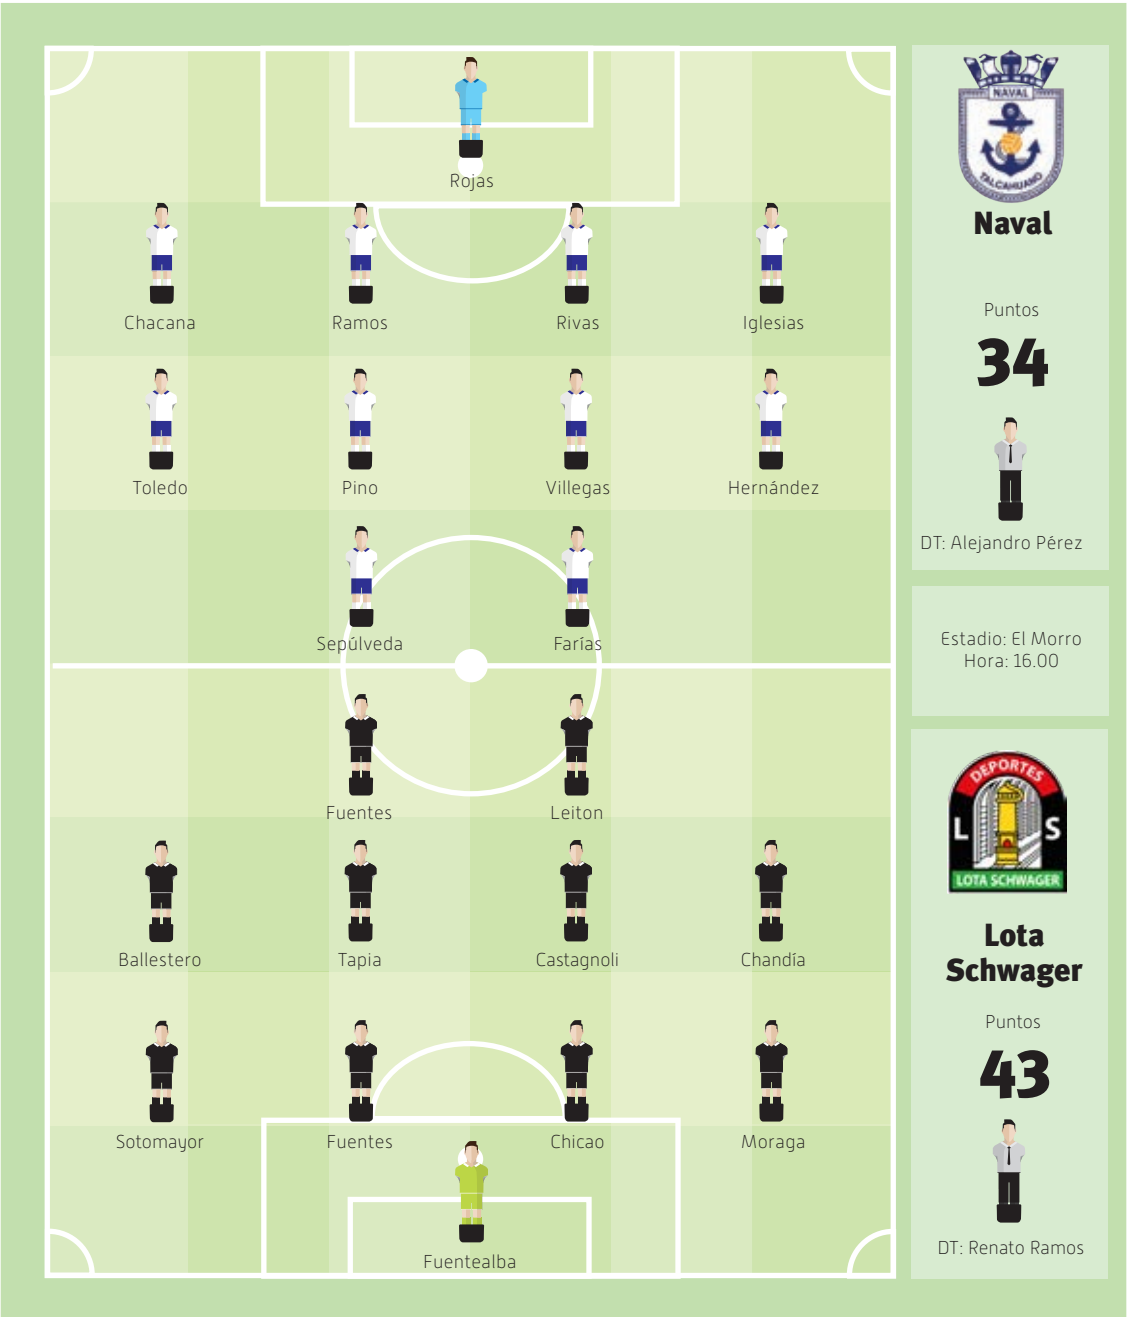 Rojas
Chacana
Ramos
Rivas
Iglesias
Toledo
Pino
Villegas
Hernández
Sepúlveda
Farías
Fuentes
Leiton
Ballestero
Tapia
Castagnoli
Chandía
Sotomayor
Fuentes
Chicao
Moraga
Fuentealba
NAVAL
TALCAHUANO
Naval
Puntos
34
DT: Alejandro Pérez
Estadio: El Morro
Hora: 16.00
DEPORTES
L S
LOTA SCHWAGER
Lota
Schwager
Puntos
43
DT: Renato Ramos